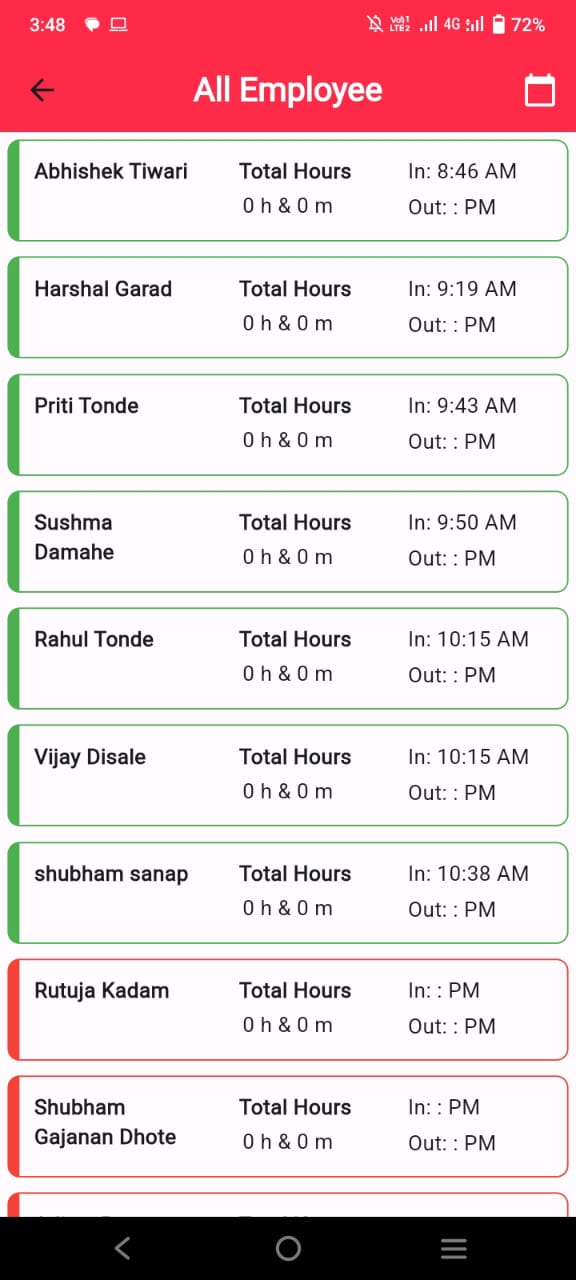 3:48 Vo))1 LTE2 4G 72%
All Employee
Abhishek Tiwari Total Hours In: 8:46 AM
0 h & 0 m Out: : PM
Harshal Garad Total Hours In: 9:19 AM
0 h & 0 m Out: : PM
Priti Tonde Total Hours In: 9:43 AM
0 h & 0 m Out: : PM
Sushma Total Hours In: 9:50 AM
Damahe 0 h & 0 m Out: : PM
Rahul Tonde Total Hours In: 10:15 AM
0 h & 0 m Out: : PM
Vijay Disale Total Hours In: 10:15 AM
0 h & 0 m Out: : PM
shubham sanap Total Hours In: 10:38 AM
0 h & 0 m Out: : PM
Rutuja Kadam Total Hours In: : PM
0 h & 0 m Out: : PM
Shubham Total Hours In: : PM
Gajanan Dhote 0 h & 0 m Out: : PM